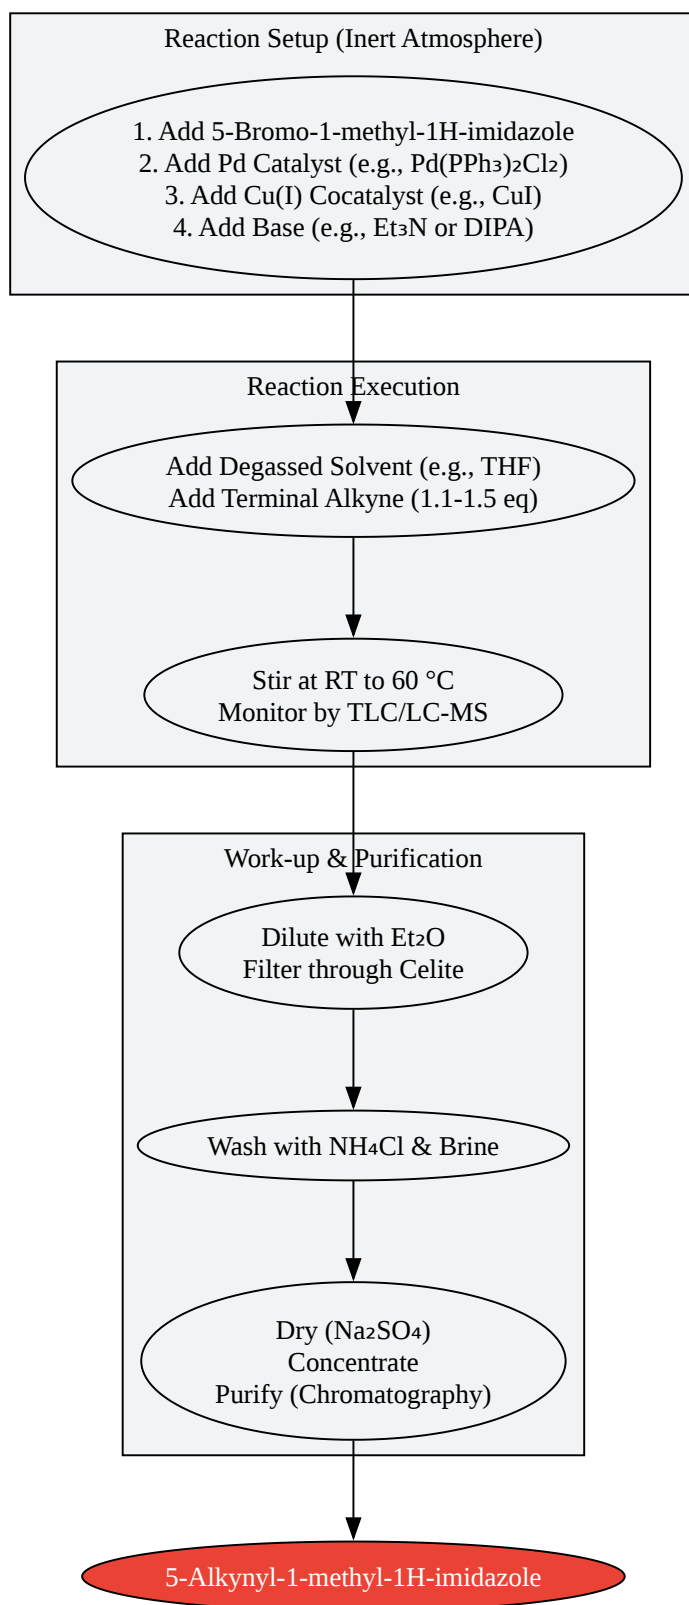 Reaction Setup (Inert Atmosphere)
1. Add 5-Bromo-1-methyl-1H-imidazole
2. Add Pd Catalyst (e.g., Pd(PPh₃)₂Cl₂)
3. Add Cu(I) Cocatalyst (e.g., CuI)
4. Add Base (e.g., Et₃N or DIPA)
Reaction Execution
Add Degassed Solvent (e.g., THF)
Add Terminal Alkyne (1.1-1.5 eq)
Stir at RT to 60 °C
Monitor by TLC/LC-MS
Work-up & Purification
Dilute with Et₂O
Filter through Celite
Wash with NH₄Cl & Brine
Dry (Na₂SO₄)
Concentrate
Purify (Chromatography)
5-Alkynyl-1-methyl-1H-imidazole